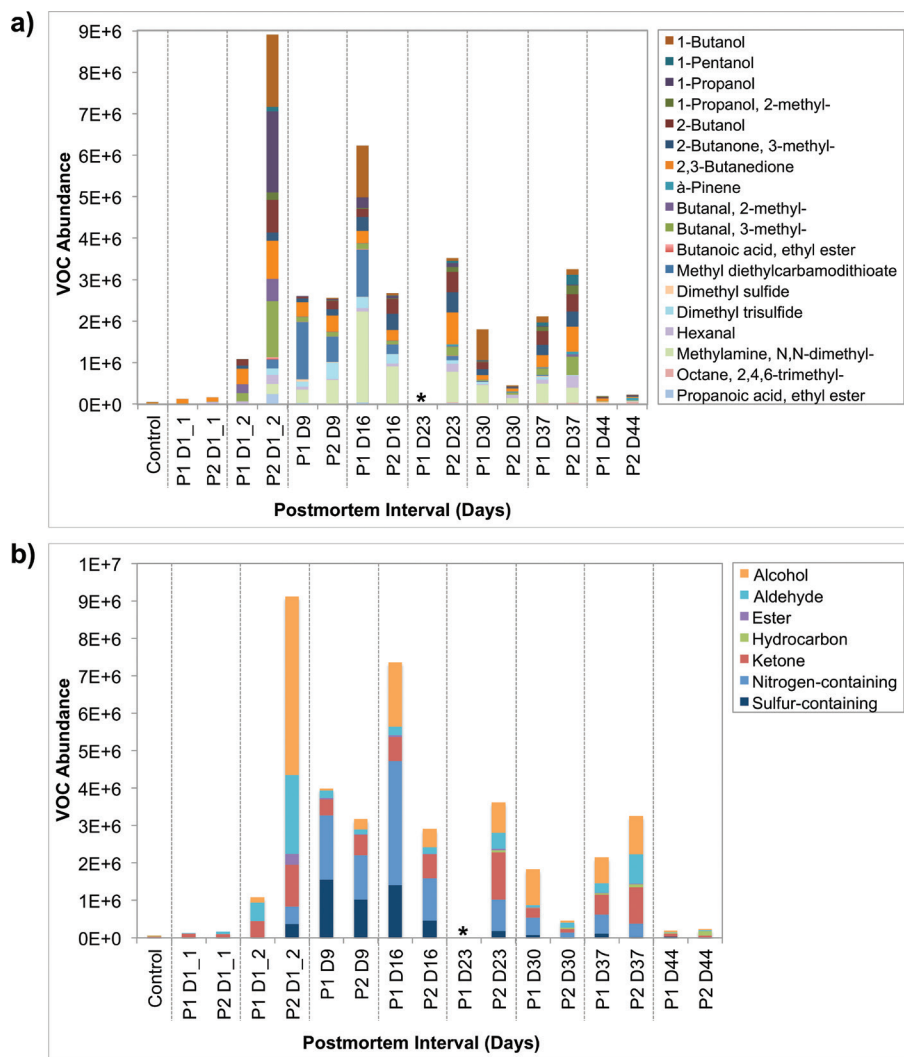 a)
9E+6
8E+6
7E+6
6E+6
5E+6
4E+6
3E+6
2E+6
1E+6
0E+0
VOC Abundance
*
Control
P1 D1_1
P2 D1_1
P1 D1_2
P2 D1_2
P1 D9
P2 D9
P1 D16
P2 D16
P1 D23
P2 D23
P1 D30
P2 D30
P1 D37
P2 D37
P1 D44
P2 D44
Postmortem Interval (Days)
1-Butanol
1-Pentanol
1-Propanol
1-Propanol, 2-methyl-
2-Butanol
2-Butanone, 3-methyl-
2,3-Butanedione
à-Pinene
Butanal, 2-methyl-
Butanal, 3-methyl-
Butanoic acid, ethyl ester
Methyl diethylcarbamodithioate
Dimethyl sulfide
Dimethyl trisulfide
Hexanal
Methylamine, N,N-dimethyl-
Octane, 2,4,6-trimethyl-
Propanoic acid, ethyl ester
b)
1E+7
9E+6
8E+6
7E+6
6E+6
5E+6
4E+6
3E+6
2E+6
1E+6
0E+0
VOC Abundance
*
Control
P1 D1_1
P2 D1_1
P1 D1_2
P2 D1_2
P1 D9
P2 D9
P1 D16
P2 D16
P1 D23
P2 D23
P1 D30
P2 D30
P1 D37
P2 D37
P1 D44
P2 D44
Postmortem Interval (Days)
Alcohol
Aldehyde
Ester
Hydrocarbon
Ketone
Nitrogen-containing
Sulfur-containing